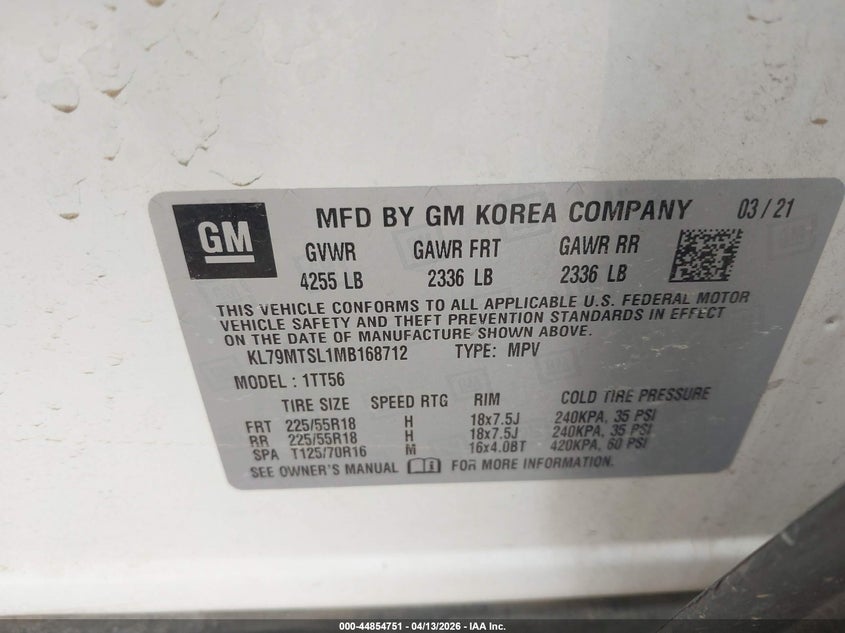 GM
MFD BY GM KOREA COMPANY 03/21
GVWR GAWR FRT GAWR RR
4255 LB 2336 LB 2336 LB
THIS VEHICLE CONFORMS TO ALL APPLICABLE U.S. FEDERAL MOTOR
VEHICLE SAFETY AND THEFT PREVENTION STANDARDS IN EFFECT
ON THE DATE OF MANUFACTURE SHOWN ABOVE.
KL79MTSL1MB168712 TYPE: MPV
MODEL : 1TT56
TIRE SIZE SPEED RTG RIM COLD TIRE PRESSURE
FRT 225/55R18 H 18x7.5J 240KPA, 35 PSI
RR 225/55R18 H 18x7.5J 240KPA, 35 PSI
SPA T125/70R16 M 16x4.0BT 420KPA, 60 PSI
SEE OWNER'S MANUAL FOR MORE INFORMATION.
000-44854751 - 04/13/2026 - IAA Inc.